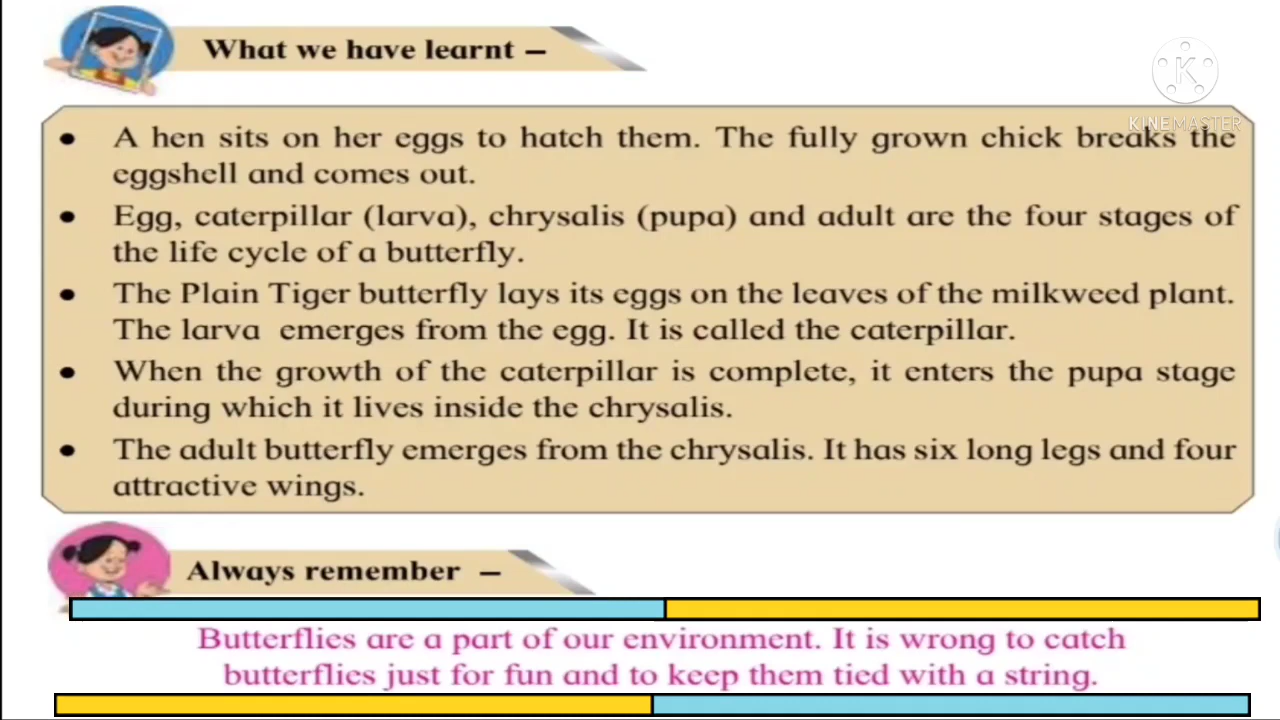 What we have learnt –
K
KINEMASTER
• A hen sits on her eggs to hatch them. The fully grown chick breaks the
eggshell and comes out.
• Egg, caterpillar (larva), chrysalis (pupa) and adult are the four stages of
the life cycle of a butterfly.
• The Plain Tiger butterfly lays its eggs on the leaves of the milkweed plant.
The larva emerges from the egg. It is called the caterpillar.
• When the growth of the caterpillar is complete, it enters the pupa stage
during which it lives inside the chrysalis.
• The adult butterfly emerges from the chrysalis. It has six long legs and four
attractive wings.
Always remember –
Butterflies are a part of our environment. It is wrong to catch
butterflies just for fun and to keep them tied with a string.